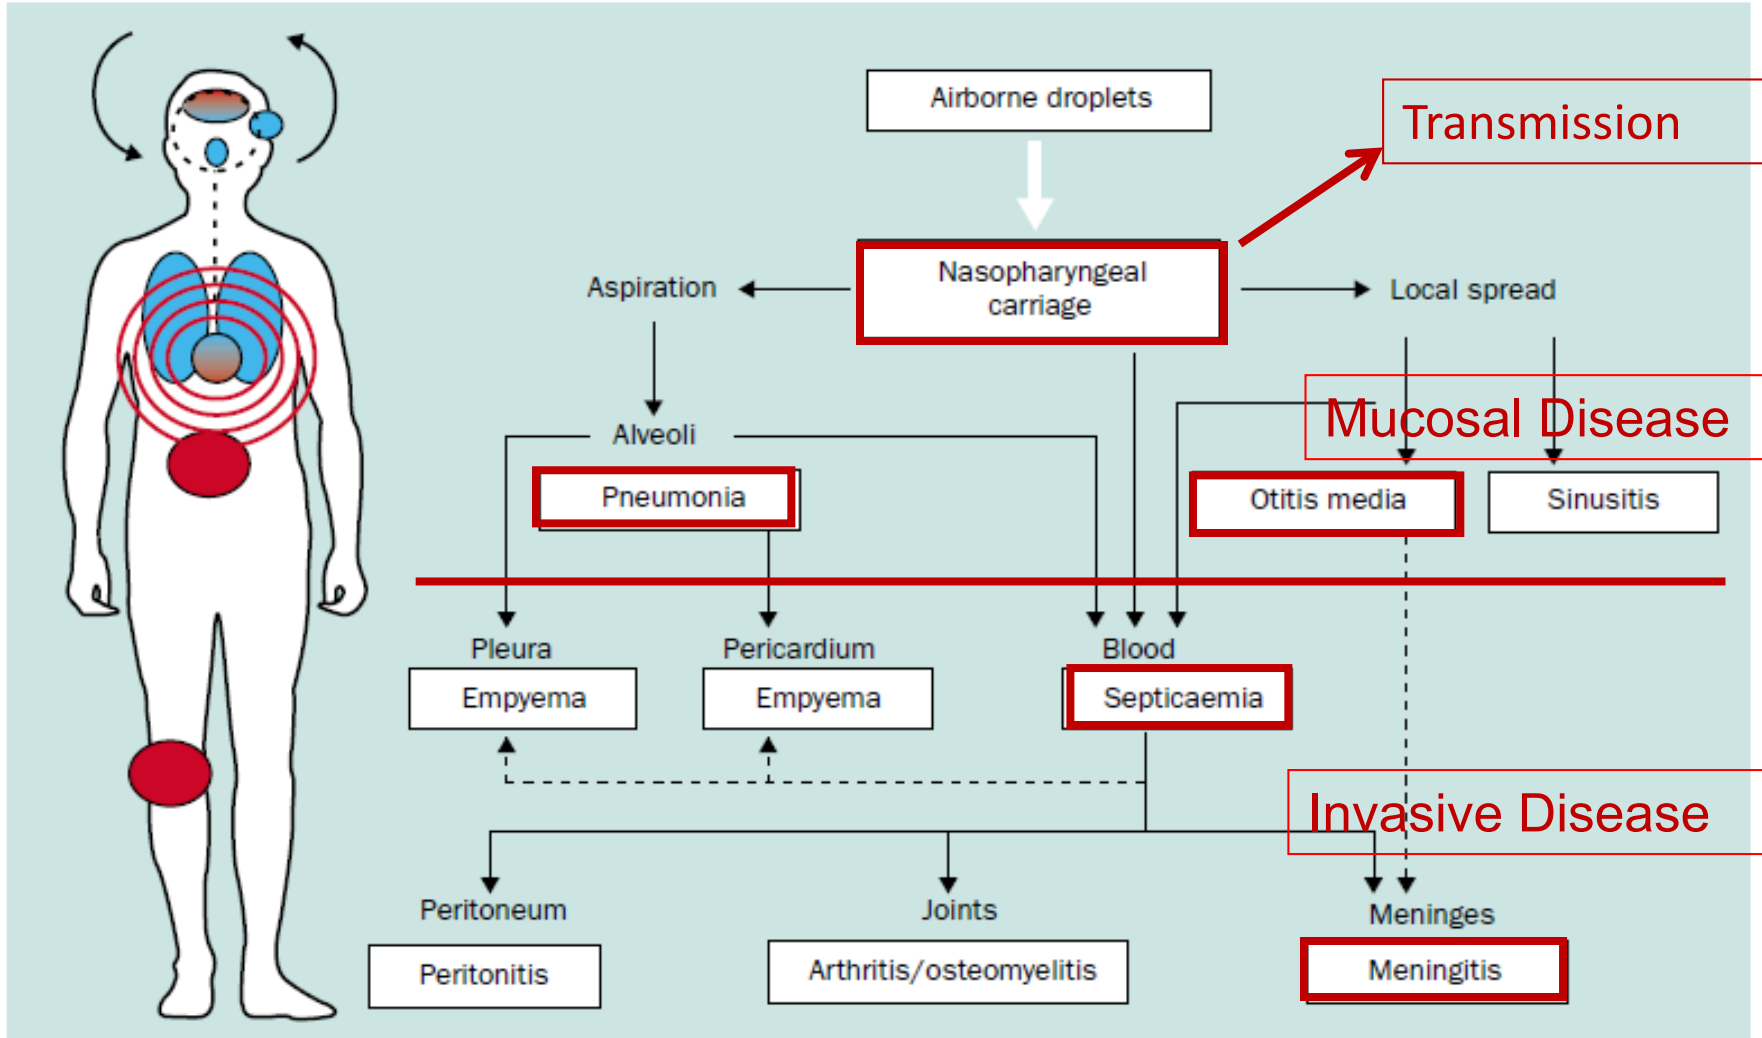 Airborne droplets
Transmission
Nasopharyngeal
carriage
Aspiration
Local spread
Mucosal Disease
Alveoli
Pneumonia
Otitis media
Sinusitis
Pleura
Pericardium
Blood
Empyema
Empyema
Septicaemia
Invasive Disease
Peritoneum
Joints
Meninges
Peritonitis
Arthritis/osteomyelitis
Meningitis